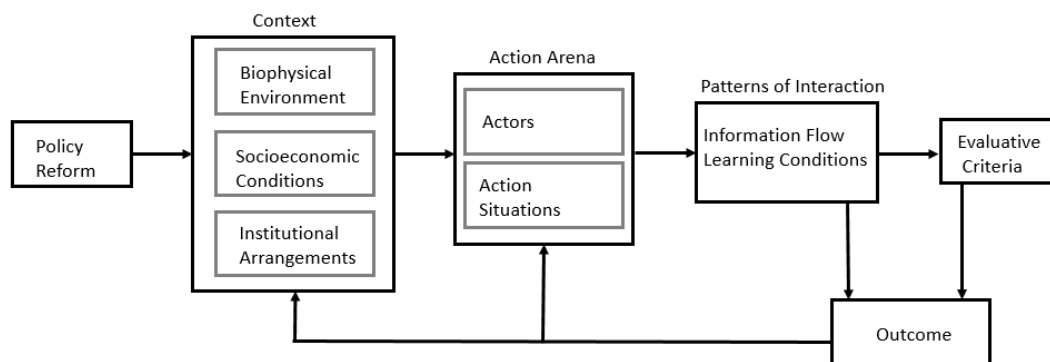 Context
Biophysical
Environment
Socioeconomic
Conditions
Institutional
Arrangements
Policy
Reform
Action Arena
Actors
Action
Situations
Patterns of Interaction
Information Flow
Learning Conditions
Evaluative
Criteria
Outcome